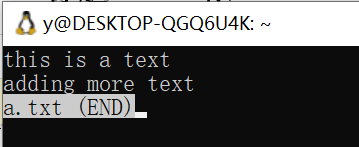 y@DESKTOP-QGQ6U4K: ~
this is a text
adding more text
a.txt (END)